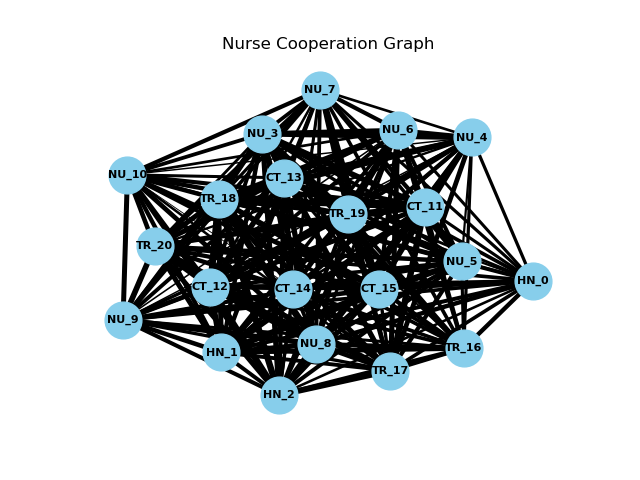 Nurse Cooperation Graph
NU_7
NU_3
NU_6
NU_4
NU_10
CT_13
TR_18
TR_19
CT_11
TR_20
NU_5
HN_0
CT_12
CT_14
CT_15
NU_9
HN_1
NU_8
TR_16
TR_17
HN_2